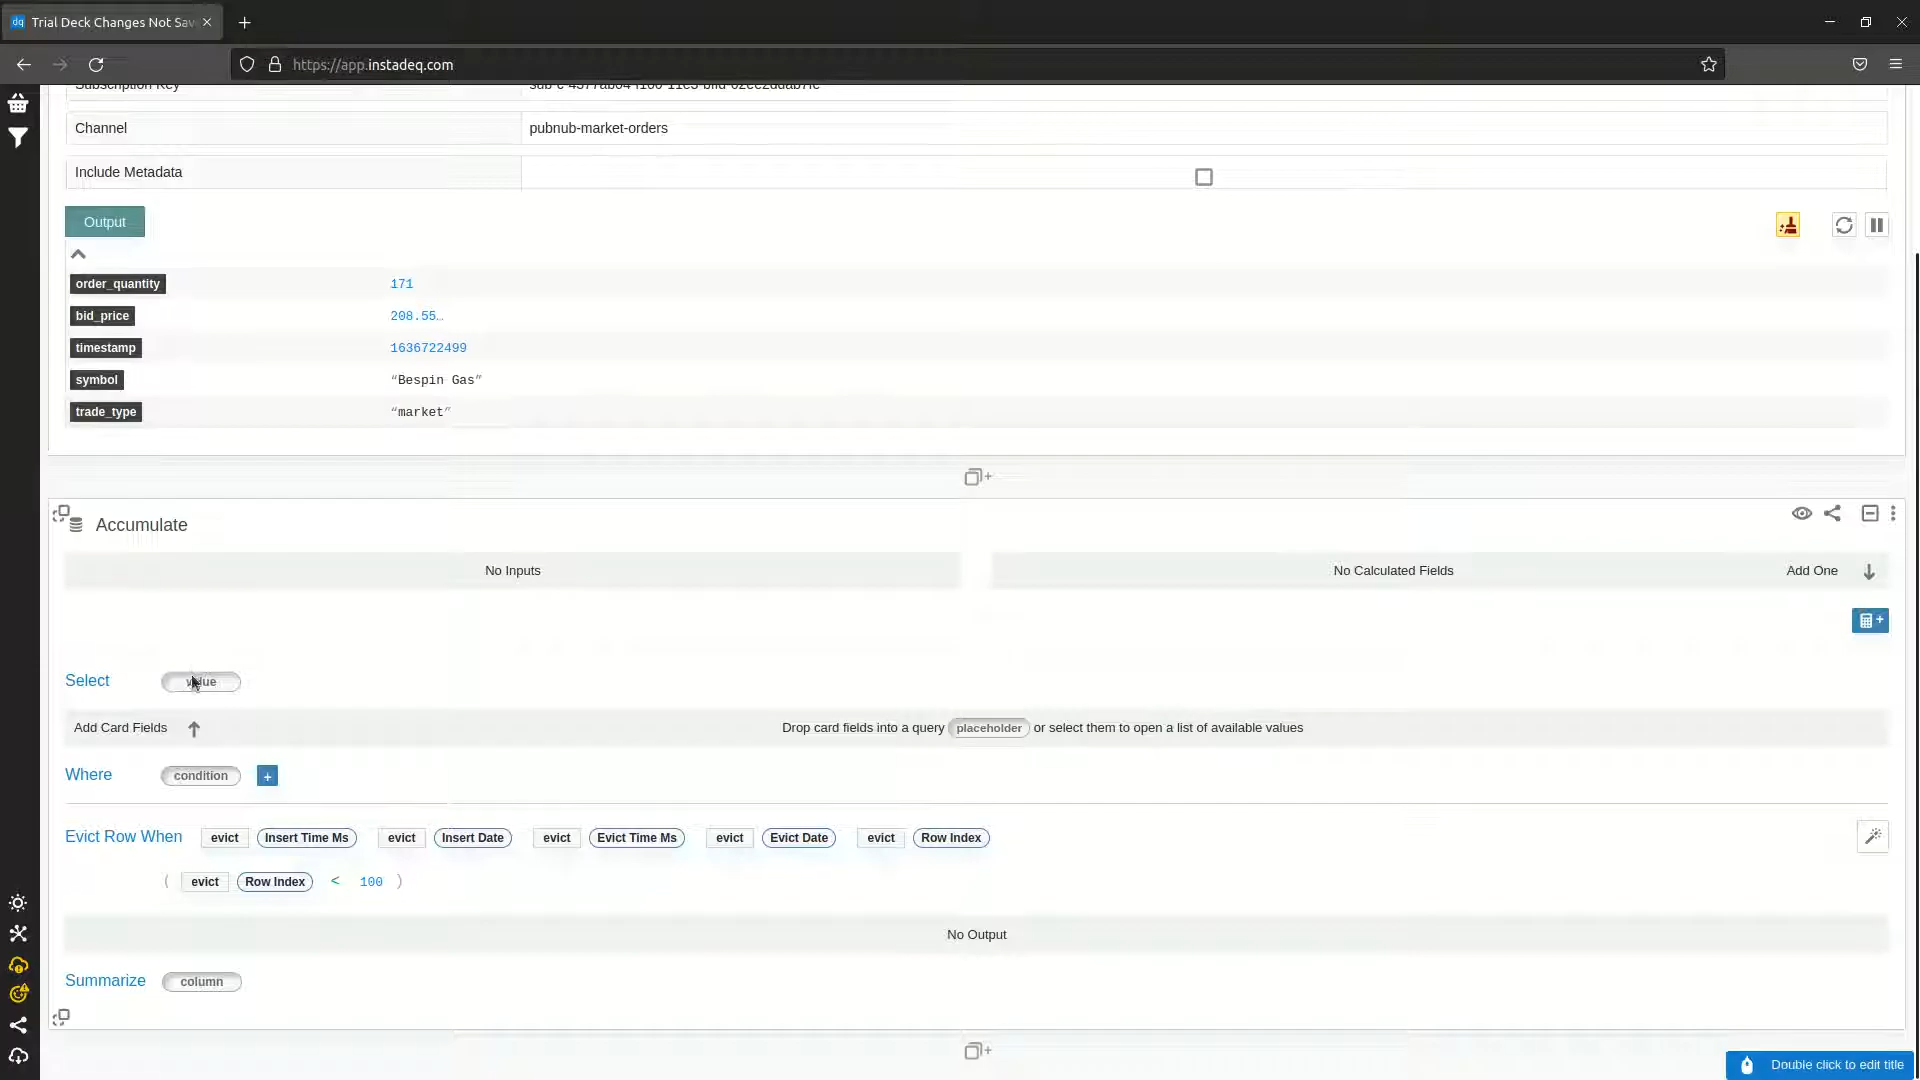 dq Trial Deck Changes Not Sav
https://app.instadeq.com
Subscription Key
Channel pubnub-market-orders
Include Metadata
Output
order_quantity 171
bid_price 208.55…
timestamp 1636722499
symbol “Bespin Gas”
trade_type “market”
Accumulate
No Inputs No Calculated Fields Add One
Select
Add Card Fields Drop card fields into a query placeholder or select them to open a list of available values
Where condition +
Evict Row When evict Insert Time Ms evict Insert Date evict Evict Time Ms evict Evict Date evict Row Index
( evict Row Index < 100 )
No Output
Summarize column
Double click to edit title